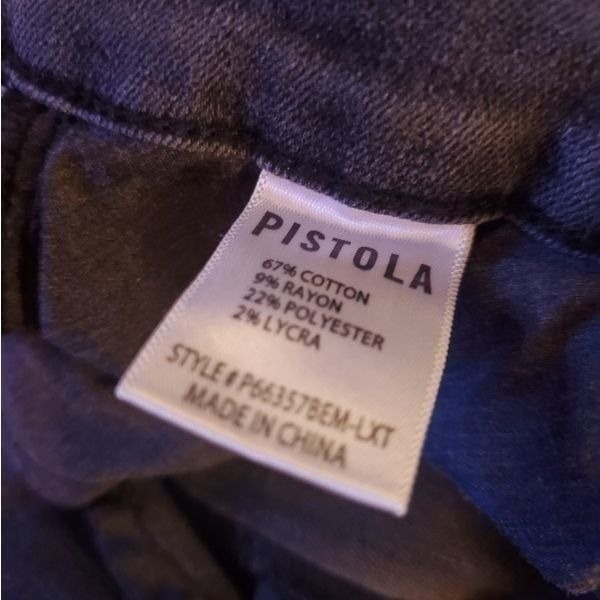 PISTOLA
67% COTTON
9% RAYON
22% POLYESTER
2% LYCRA
STYLE # P66357BEM-LXT
MADE IN CHINA